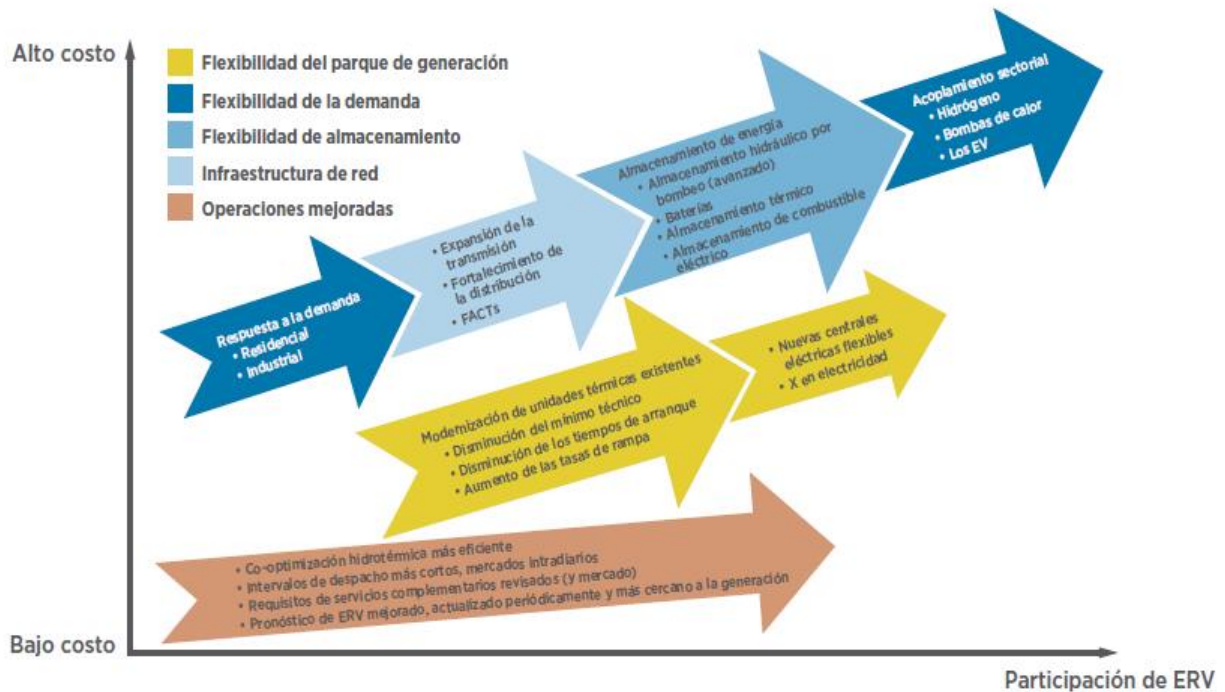 Alto costo
Flexibilidad del parque de generación
Flexibilidad de la demanda
Flexibilidad de almacenamiento
Infraestructura de red
Operaciones mejoradas
Respuesta a la demanda
• Residencial
• Industrial
• Expansión de la
transmisión
• Fortalecimiento de
la distribución
• FACTs
Almacenamiento de energía
• Almacenamiento hidráulico por
bombeo (avanzado)
• Baterías
• Almacenamiento térmico
• Almacenamiento de combustible
eléctrico
Acoplamiento sectorial
• Hidrógeno
• Bombas de calor
• Los EV
Modernización de unidades térmicas existentes
• Disminución del mínimo técnico
• Disminución de los tiempos de arranque
• Aumento de las tasas de rampa
• Nuevas centrales
eléctricas flexibles
• X en electricidad
• Co-optimización hidrotérmica más eficiente
• Intervalos de despacho más cortos, mercados intradiarios
• Requisitos de servicios complementarios revisados (y mercado)
• Pronóstico de ERV mejorado, actualizado periódicamente y más cercano a la generación
Bajo costo
Participación de ERV